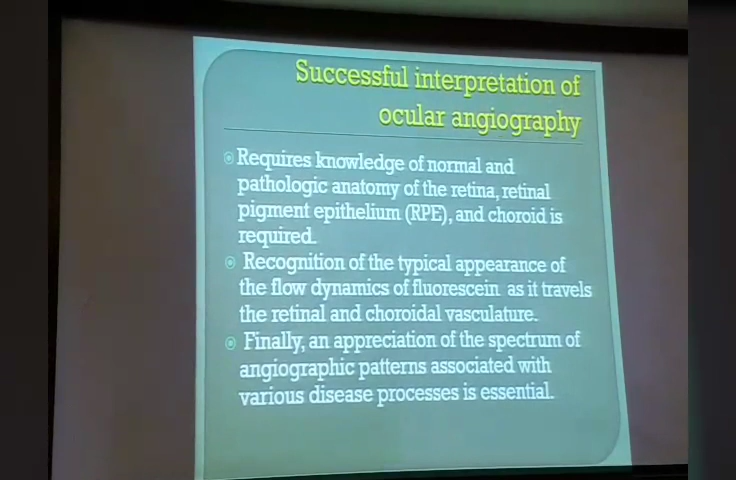 Successful interpretation of
ocular angiography
Requires knowledge of normal and
pathologic anatomy of the retina, retinal
pigment epithelium (RPE), and choroid is
required.
Recognition of the typical appearance of
the flow dynamics of fluorescein as it travels
the retinal and choroidal vasculature.
Finally, an appreciation of the spectrum of
angiographic patterns associated with
various disease processes is essential.